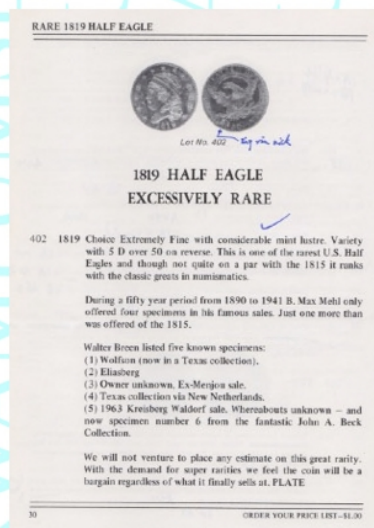 RARE 1819 HALF EAGLE
Lot No. 402
1819 HALF EAGLE
EXCESSIVELY RARE
402 1819 Choice Extremely Fine with considerable mint lustre. Variety
with 5 D over 50 on reverse. This is one of the rarest U.S. Half
Eagles and though not quite on a par with the 1815 it ranks
with the classic greats in numismatics.
During a fifty year period from 1890 to 1941 B. Max Mehl only
offered four specimens in his famous sales. Just one more than
was offered of the 1815.
Walter Breen listed five known specimens:
(1) Wolfson (now in a Texas collection).
(2) Eliasberg
(3) Owner unknown. Ex-Menjou sale.
(4) Texas collection via New Netherlands.
(5) 1963 Kreisberg Waldorf sale. Whereabouts unknown — and
now specimen number 6 from the fantastic John A. Beck
Collection.
We will not venture to place any estimate on this great rarity.
With the demand for super rarities we feel the coin will be a
bargain regardless of what it finally sells at. PLATE
30 ORDER YOUR PRICE LIST–$1.00